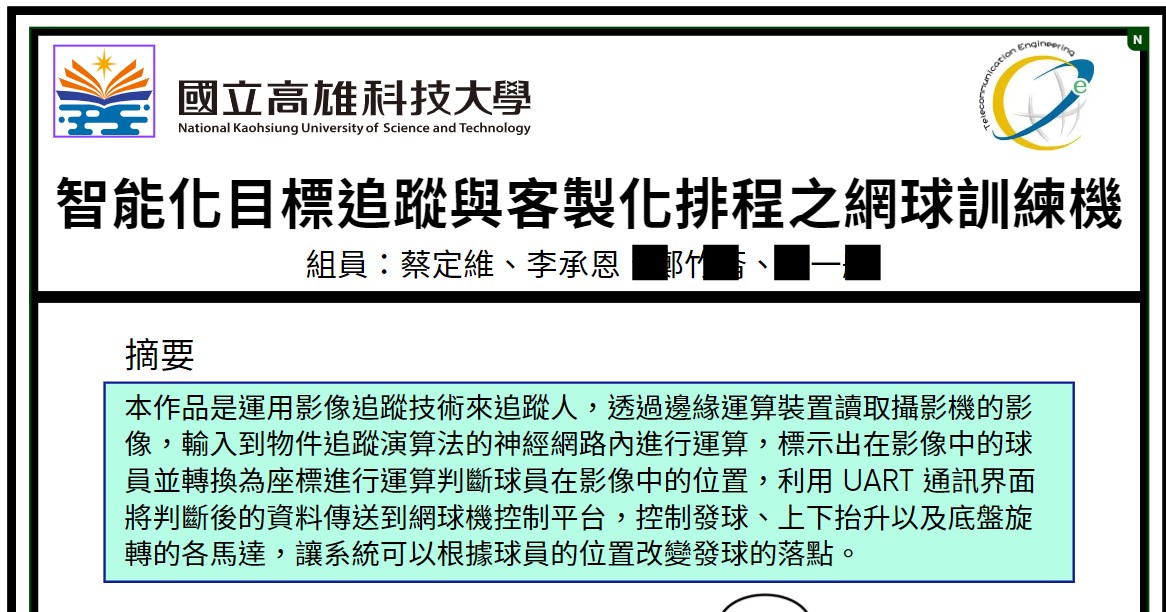 國立高雄科技大學
National Kaohsiung University of Science and Technology
Telecommunication Engineering
e
N
智能化目標追蹤與客製化排程之網球訓練機
組員：蔡定維、李承恩 鄭竹 、 一
摘要
本作品是運用影像追蹤技術來追蹤人，透過邊緣運算裝置讀取攝影機的影
像，輸入到物件追蹤演算法的神經網路內進行運算，標示出在影像中的球
員並轉換為座標進行運算判斷球員在影像中的位置，利用 UART 通訊界面
將判斷後的資料傳送到網球機控制平台，控制發球、上下抬升以及底盤旋
轉的各馬達，讓系統可以根據球員的位置改變發球的落點。